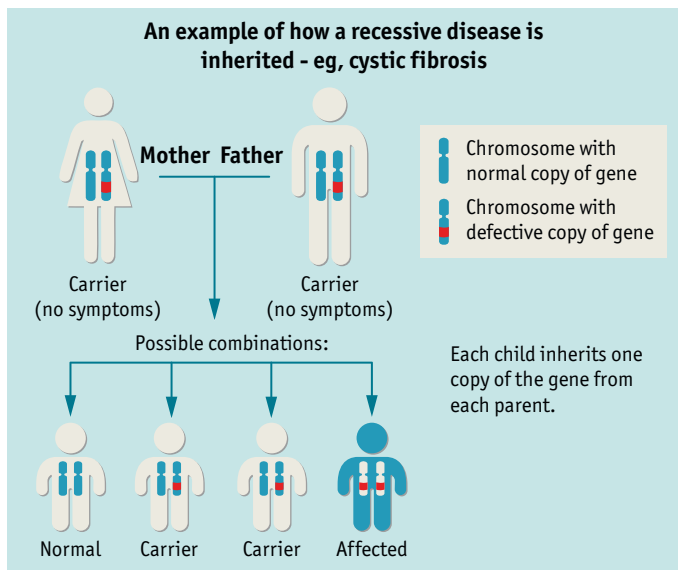 An example of how a recessive disease is
inherited - eg, cystic fibrosis
Mother Father
Chromosome with
normal copy of gene
Chromosome with
defective copy of gene
Carrier
(no symptoms)
Carrier
(no symptoms)
Possible combinations:
Each child inherits one
copy of the gene from
each parent.
Normal
Carrier
Carrier
Affected